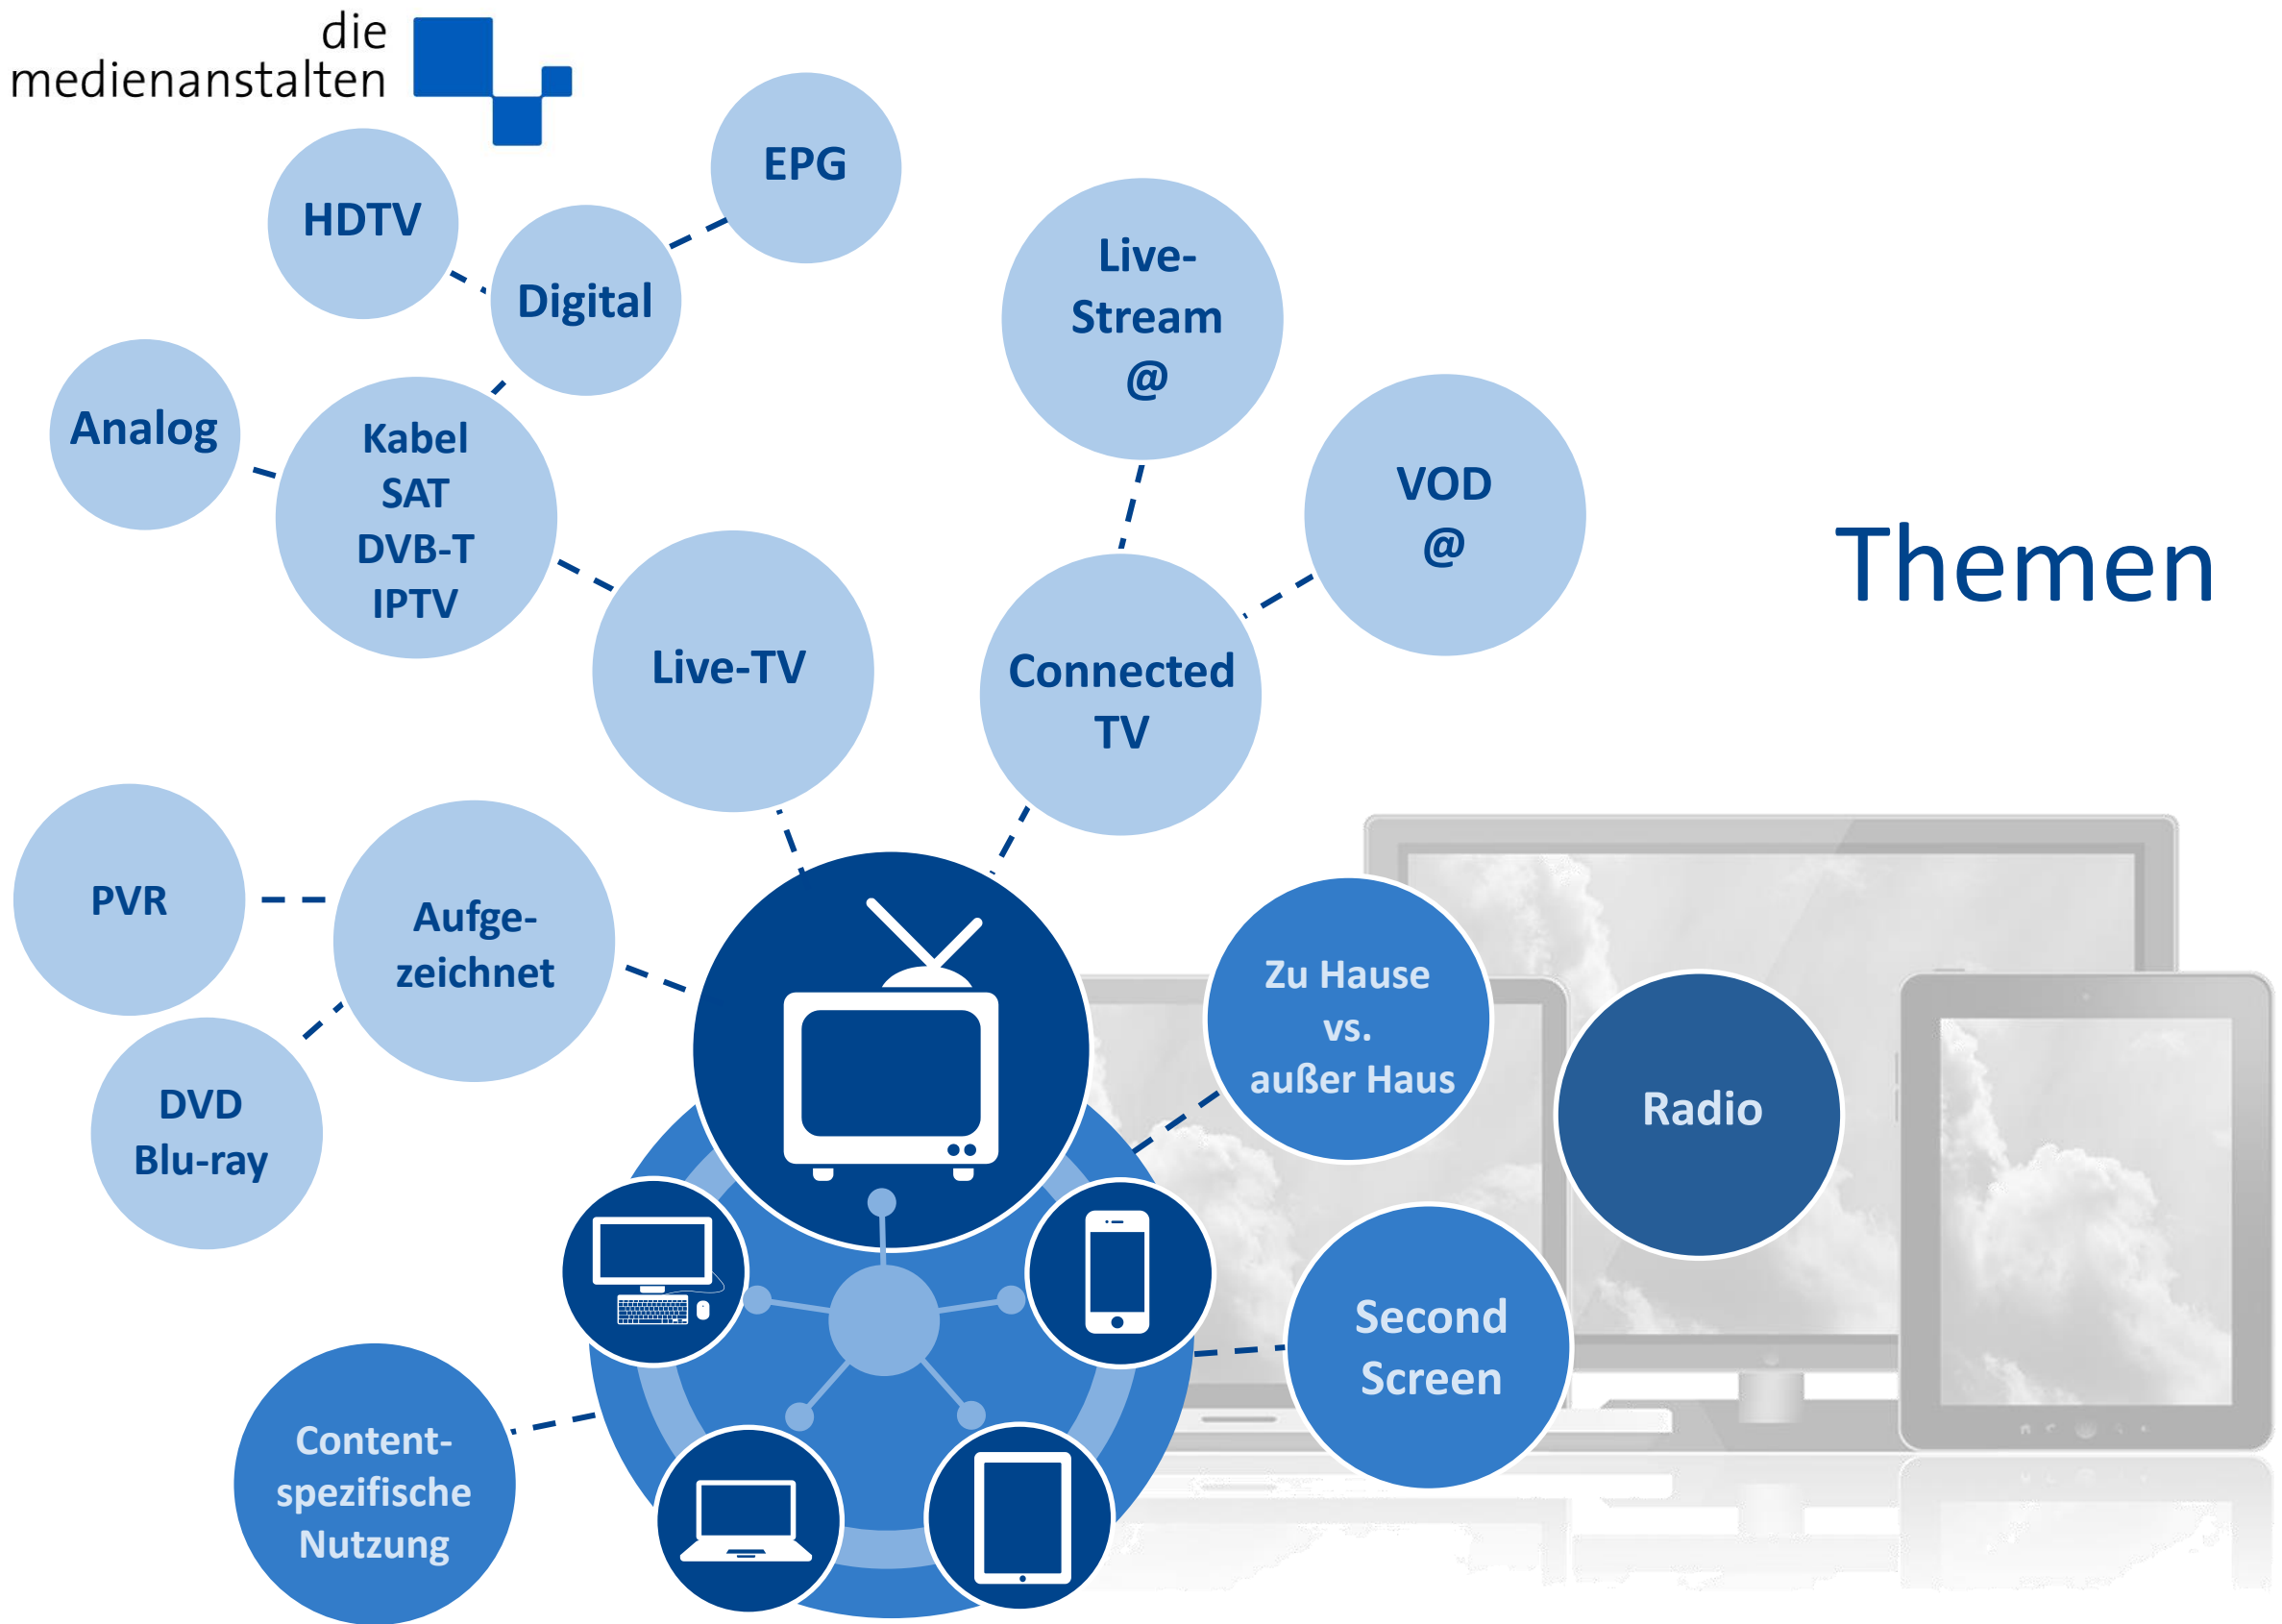 die
medienanstalten
EPG
HDTV
Digital
Live-
Stream
@
Analog
Kabel
SAT
DVB-T
IPTV
VOD
@
Themen
Live-TV
Connected
TV
PVR
Aufge-
zeichnet
DVD
Blu-ray
Zu Hause
vs.
außer Haus
Radio
Second
Screen
Content-
spezifische
Nutzung